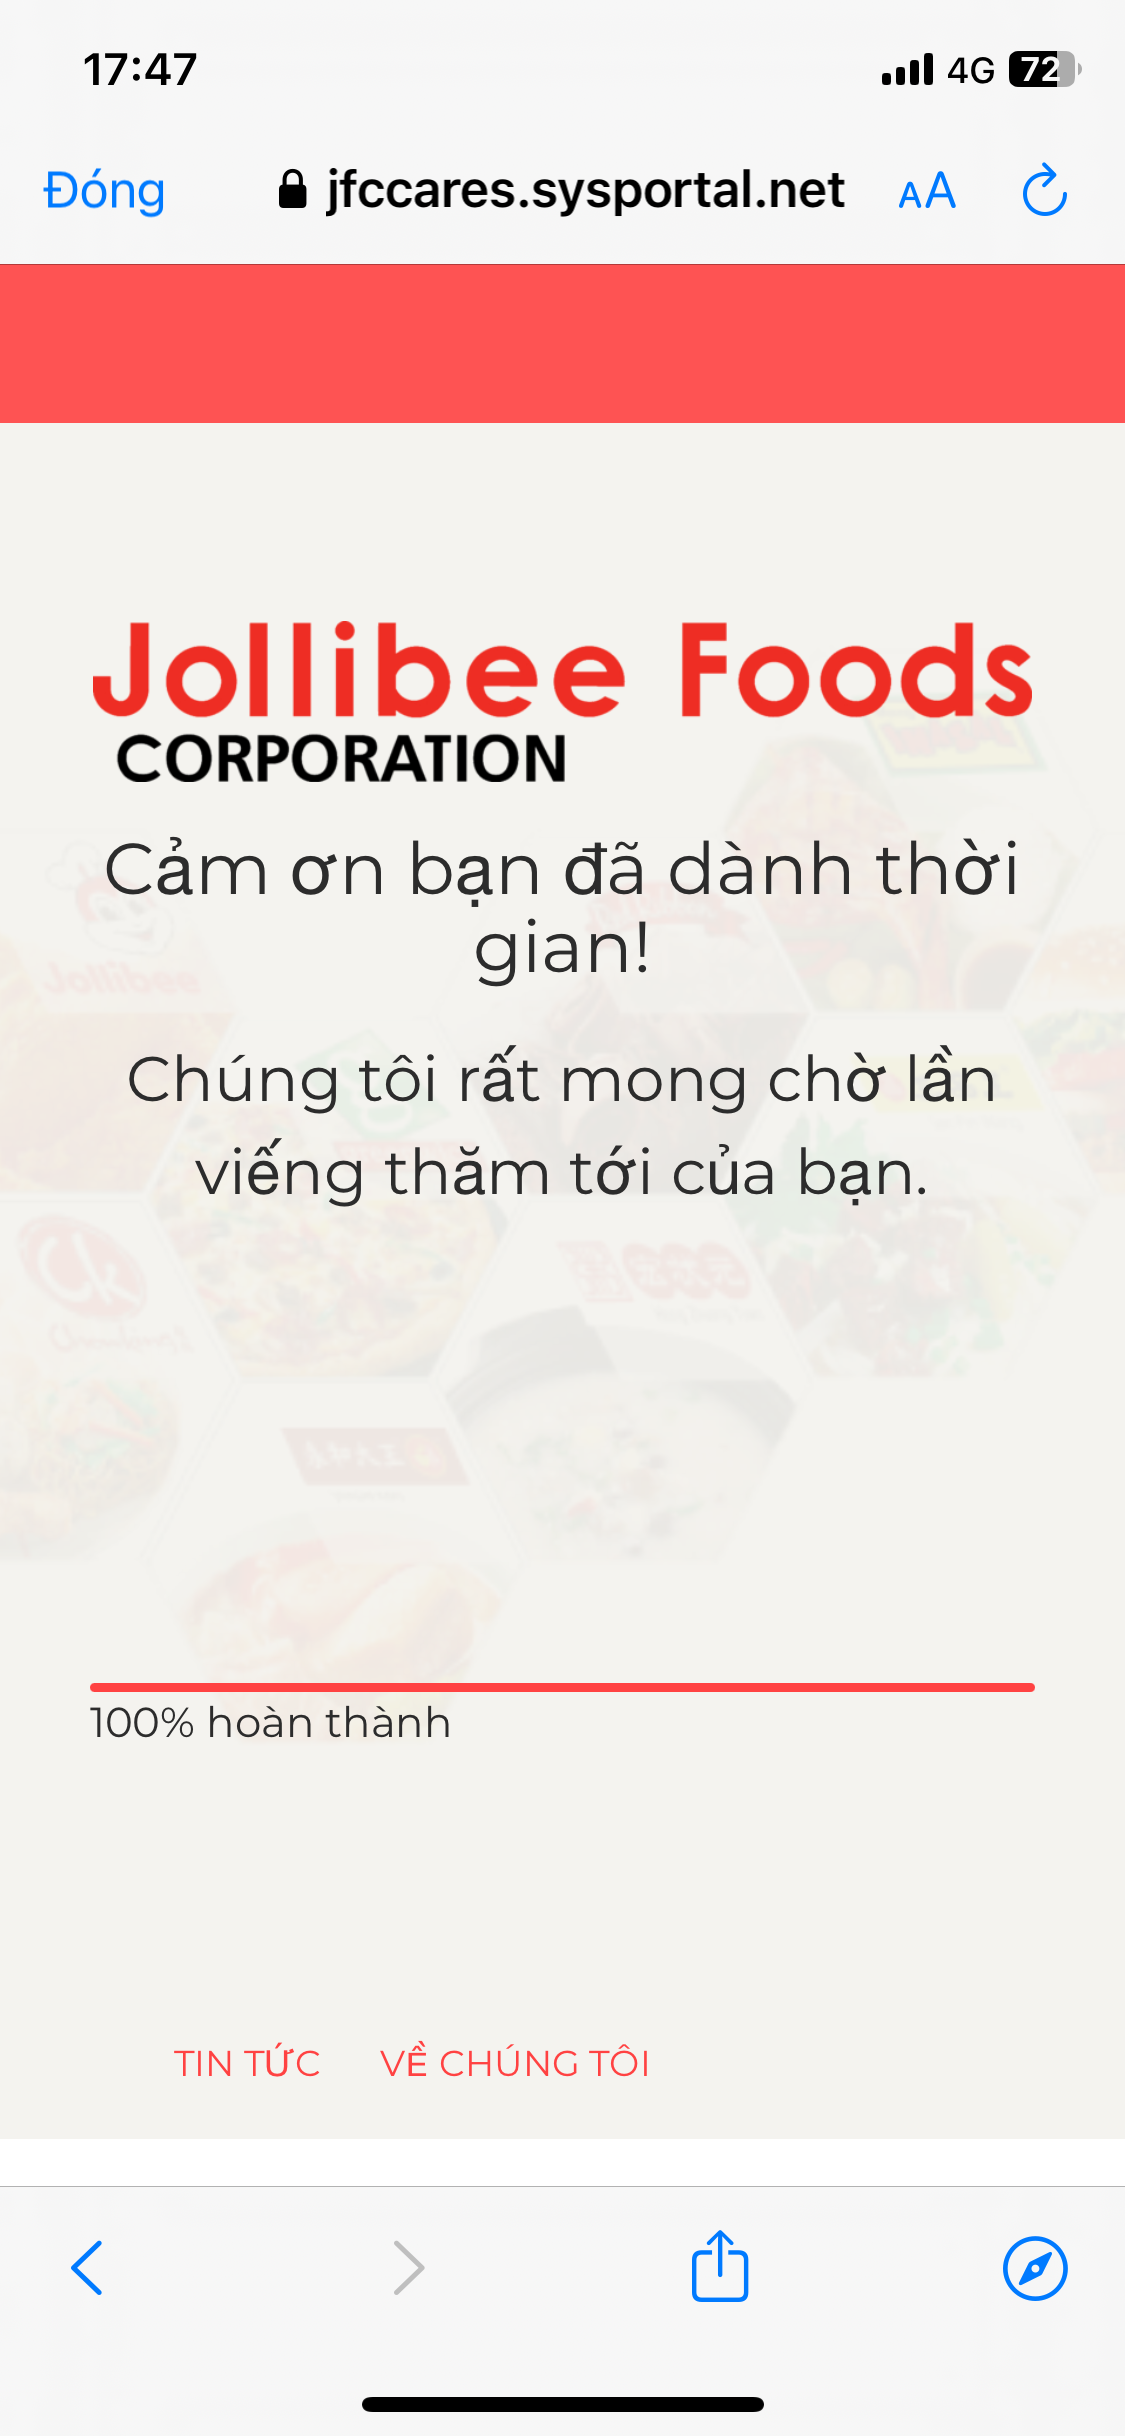 17:47
4G 72
Đóng jfccares.sysportal.net AA
Jollibee Foods
CORPORATION
Cảm ơn bạn đã dành thời
gian!
Jollibee
Chúng tôi rất mong chờ lần
viếng thăm tới của bạn.
100% hoàn thành
TIN TỨC VỀ CHÚNG TÔI